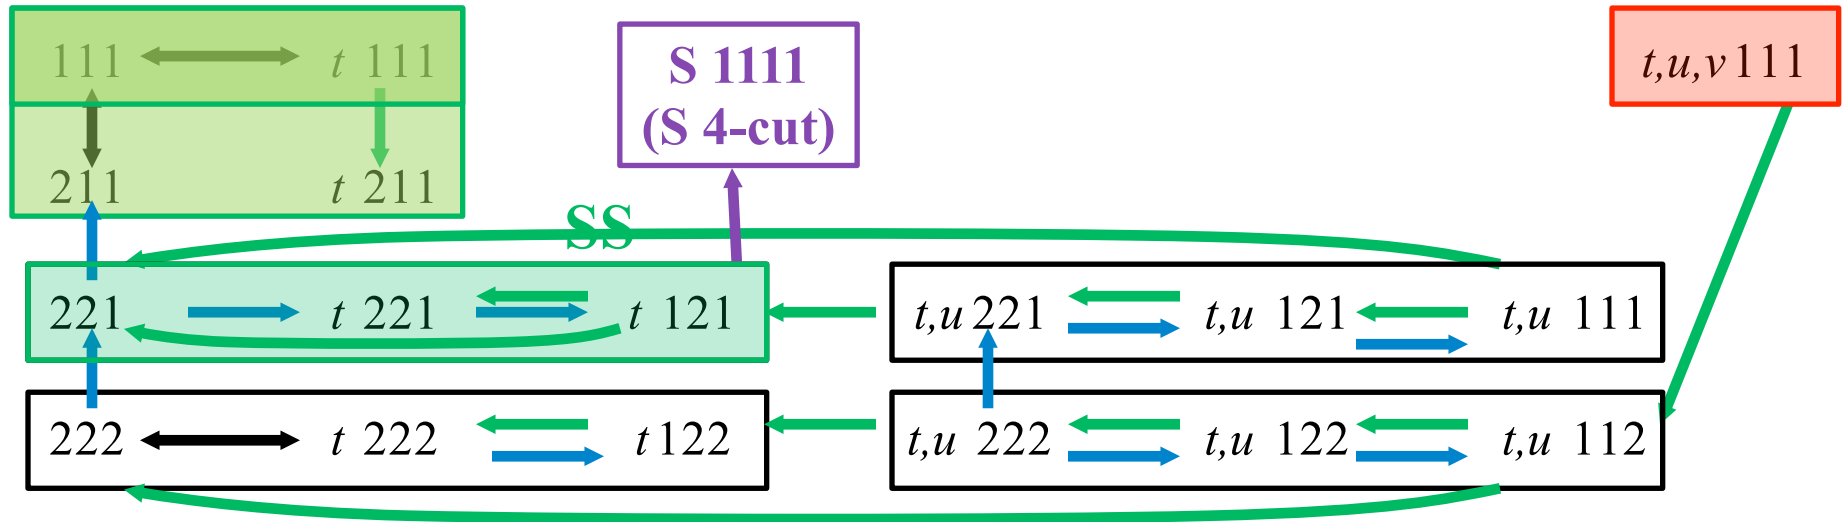 111 t 111
S 1111
(S 4-cut)
t,u,v 111
211 t 211
SS
221 t 221 t 121 t,u 221 t,u 121 t,u 111
222 t 222 t 122 t,u 222 t,u 122 t,u 112